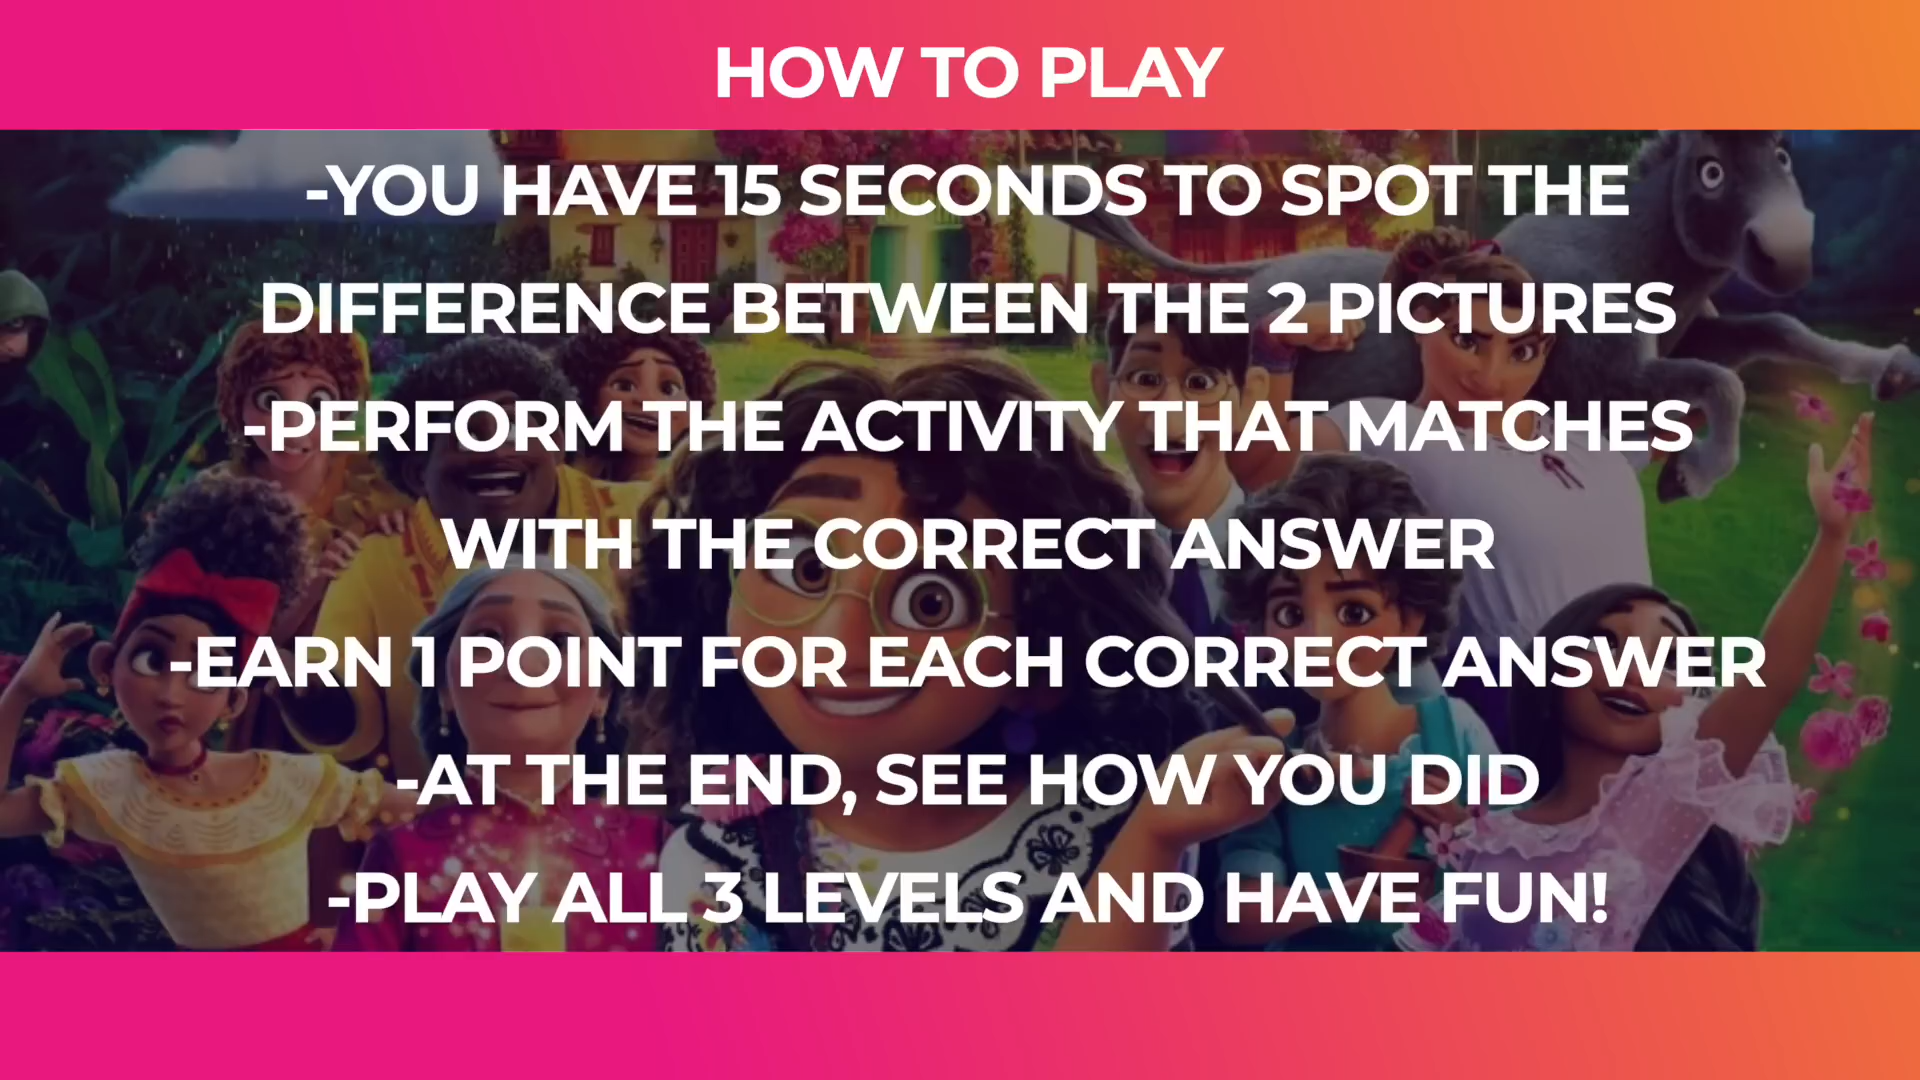 HOW TO PLAY
-YOU HAVE 15 SECONDS TO SPOT THE
DIFFERENCE BETWEEN THE 2 PICTURES
-PERFORM THE ACTIVITY THAT MATCHES
WITH THE CORRECT ANSWER
-EARN 1 POINT FOR EACH CORRECT ANSWER
-AT THE END, SEE HOW YOU DID
-PLAY ALL 3 LEVELS AND HAVE FUN!